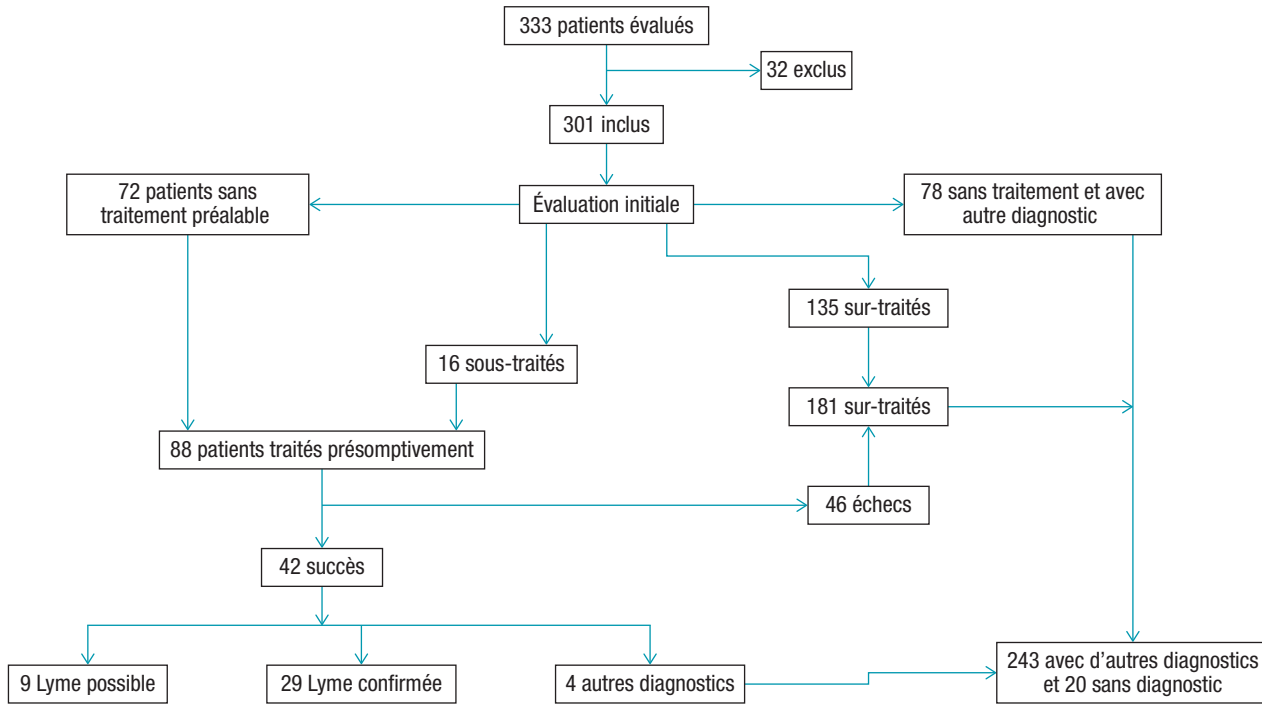 333 patients évalués
32 exclus
301 inclus
72 patients sans
traitement préalable
Évaluation initiale
78 sans traitement et avec
autre diagnostic
135 sur-traités
16 sous-traités
181 sur-traités
88 patients traités présomptivement
46 échecs
42 succès
9 Lyme possible
29 Lyme confirmée
4 autres diagnostics
243 avec d'autres diagnostics
et 20 sans diagnostic